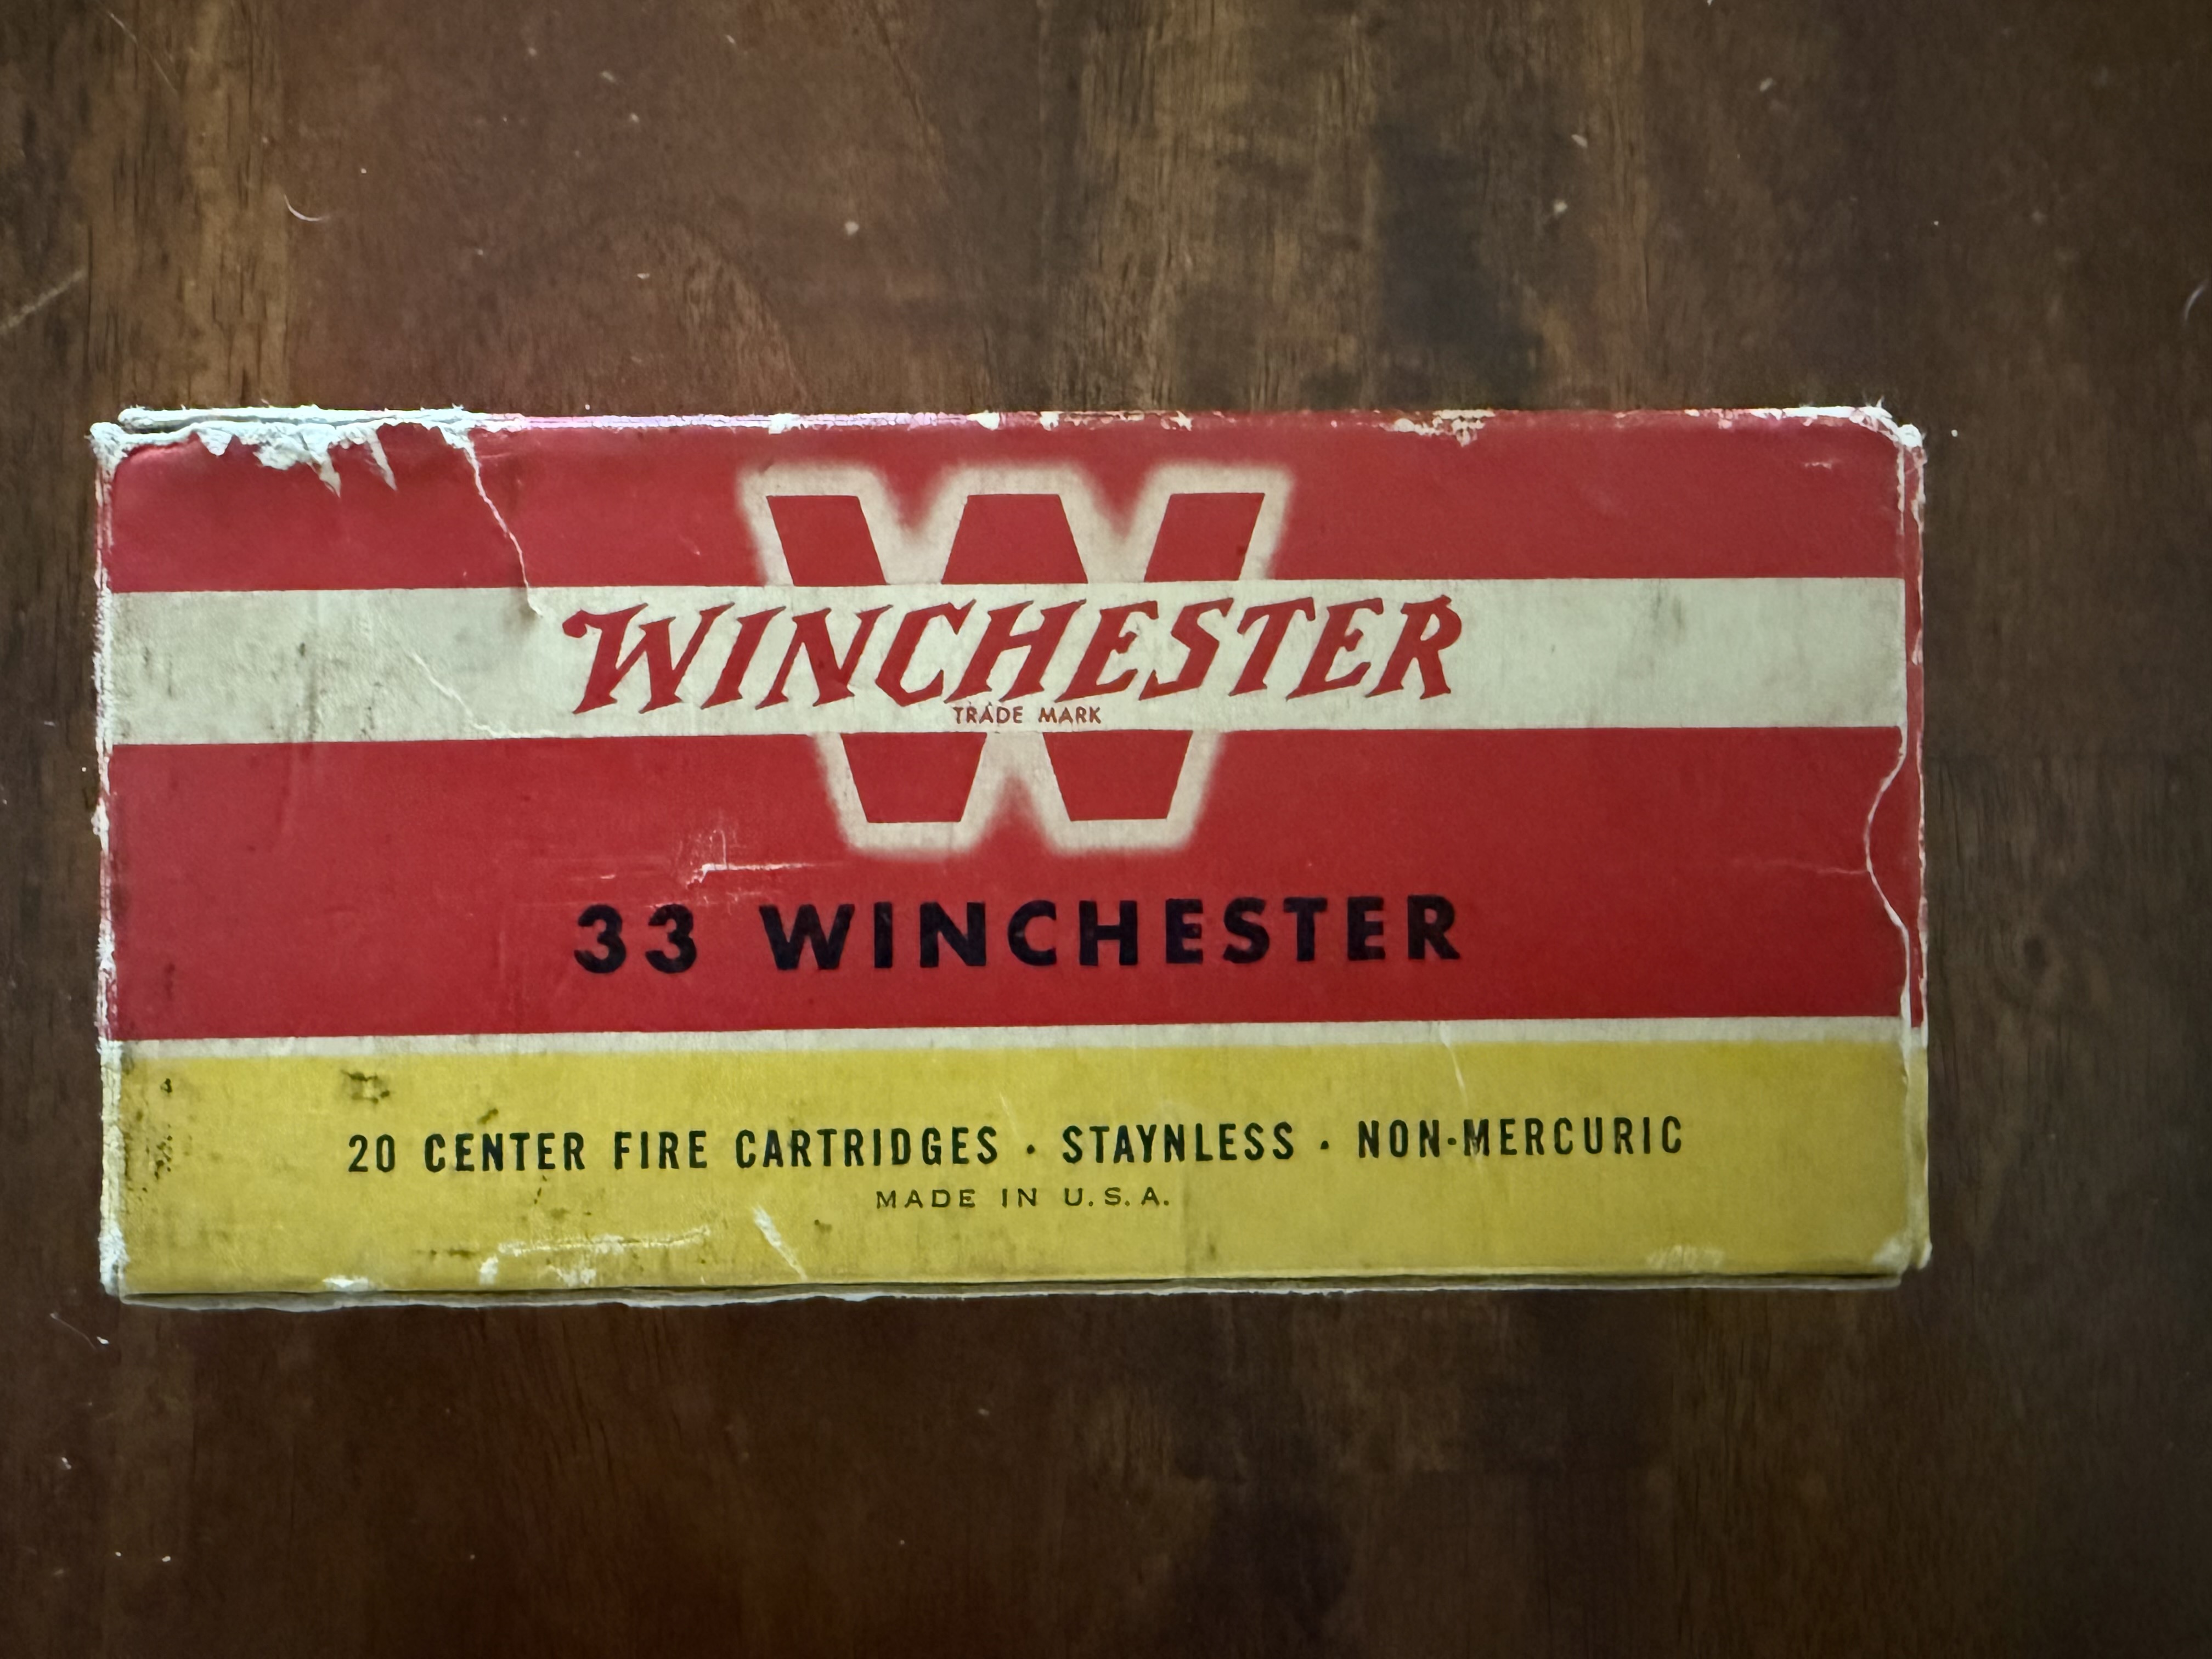 WINCHESTER
TRADE MARK
33 WINCHESTER
20 CENTER FIRE CARTRIDGES · STAYNLESS · NON-MERCURIC
MADE IN U.S.A.